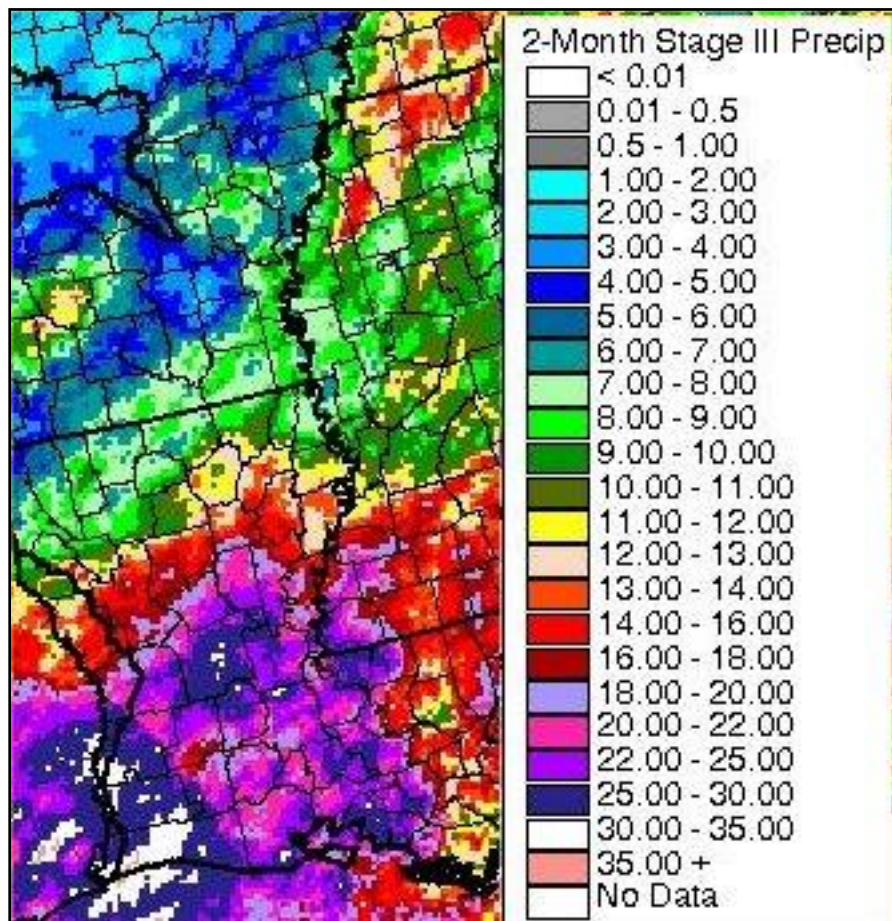 2-Month Stage III Precip
< 0.01
0.01 - 0.5
0.5 - 1.00
1.00 - 2.00
2.00 - 3.00
3.00 - 4.00
4.00 - 5.00
5.00 - 6.00
6.00 - 7.00
7.00 - 8.00
8.00 - 9.00
9.00 - 10.00
10.00 - 11.00
11.00 - 12.00
12.00 - 13.00
13.00 - 14.00
14.00 - 16.00
16.00 - 18.00
18.00 - 20.00
20.00 - 22.00
22.00 - 25.00
25.00 - 30.00
30.00 - 35.00
35.00 +
No Data